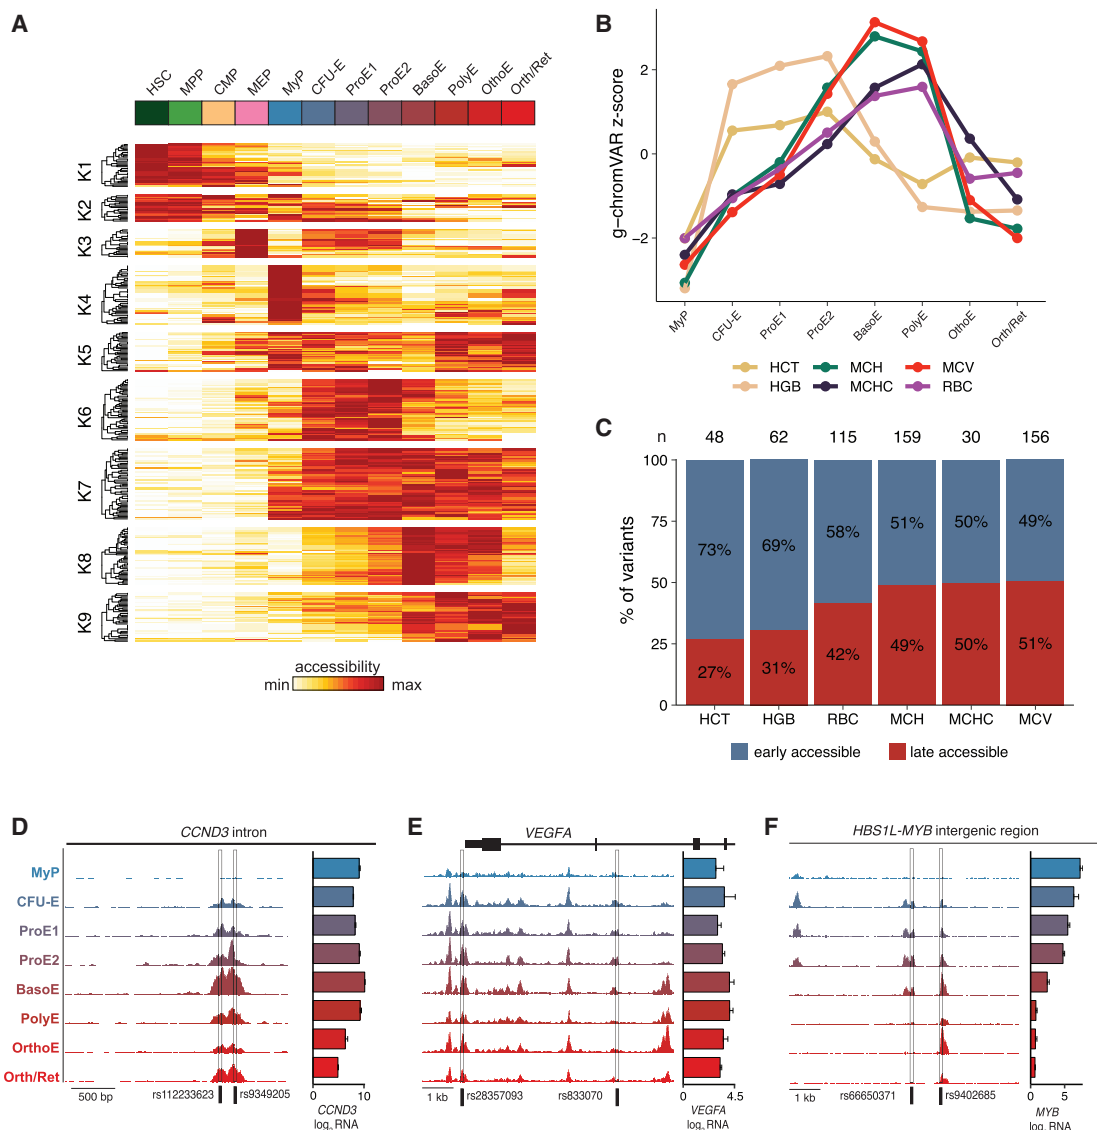 A
HSC MPP CMP MEP MyP CFU-E ProE1 ProE2 BasoE PolyE OthoE Orth/Ret
K1
K2
K3
K4
K5
K6
K7
K8
K9
accessibility
min max
B
g-chromVAR z-score
2
0
-2
MyP CFU-E ProE1 ProE2 BasoE PolyE OthoE Orth/Ret
HCT MCH MCV
HGB MCHC RBC
C
n 48 62 115 159 30 156
% of variants
100
75
50
25
0
73% 69% 58% 51% 50% 49%
27% 31% 42% 49% 50% 51%
HCT HGB RBC MCH MCHC MCV
early accessible late accessible
D
CCND3 intron
MyP
CFU-E
ProE1
ProE2
BasoE
PolyE
OrthoE
Orth/Ret
500 bp
rs112233623 rs9349205
0 10
CCND3
log2 RNA
E
VEGFA
1 kb
rs28357093 rs833070
0 4.5
VEGFA
log2 RNA
F
HBS1L-MYB intergenic region
1 kb
rs66650371 rs9402685
0 5
MYB
log2 RNA